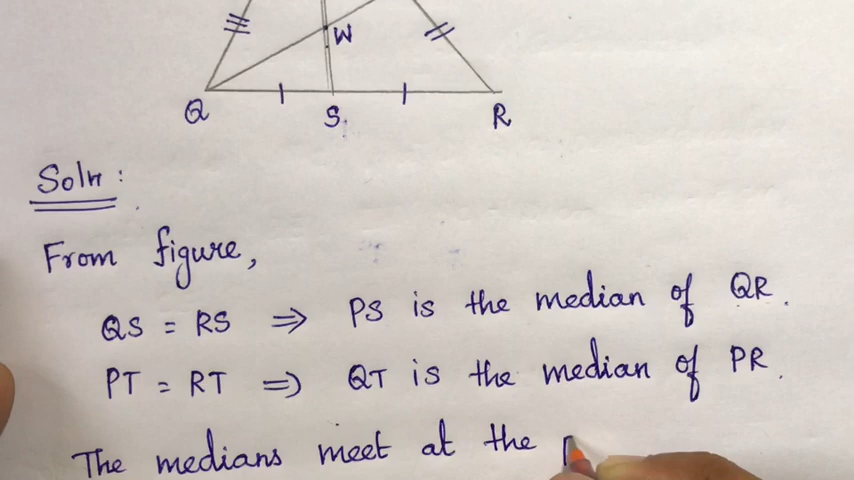 W
Q S R
Soln :
From figure,
QS = RS ⇒ PS is the median of QR.
PT = RT ⇒ QT is the median of PR.
The medians meet at the